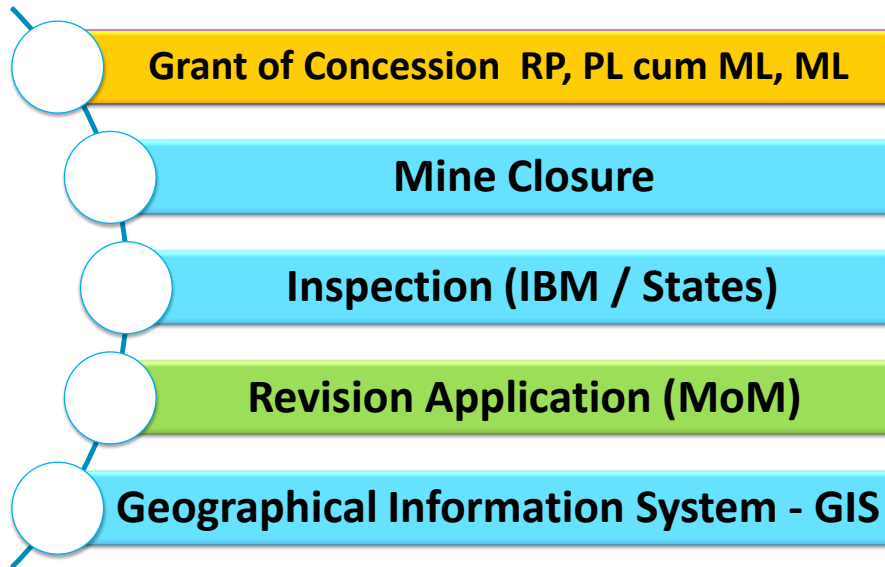 Grant of Concession RP, PL cum ML, ML
Mine Closure
Inspection (IBM / States)
Revision Application (MoM)
Geographical Information System - GIS